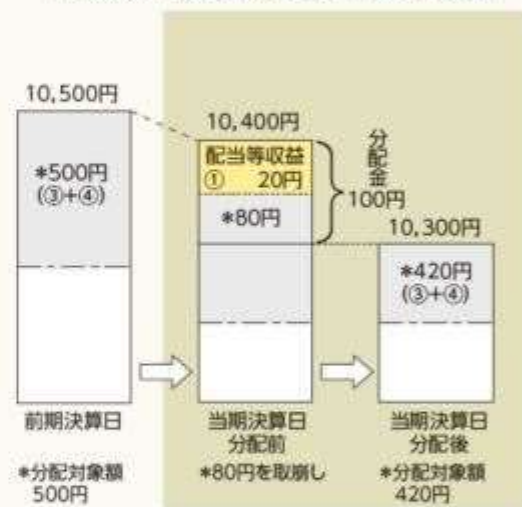 10,500円
*500円
(③+④)
前期決算日
*分配対象額
500円
10,400円
配当等収益
① 20円
*80円
分配金
100円
当期決算日
分配前
*80円を取崩し
10,300円
*420円
(③+④)
当期決算日
分配後
*分配対象額
420円